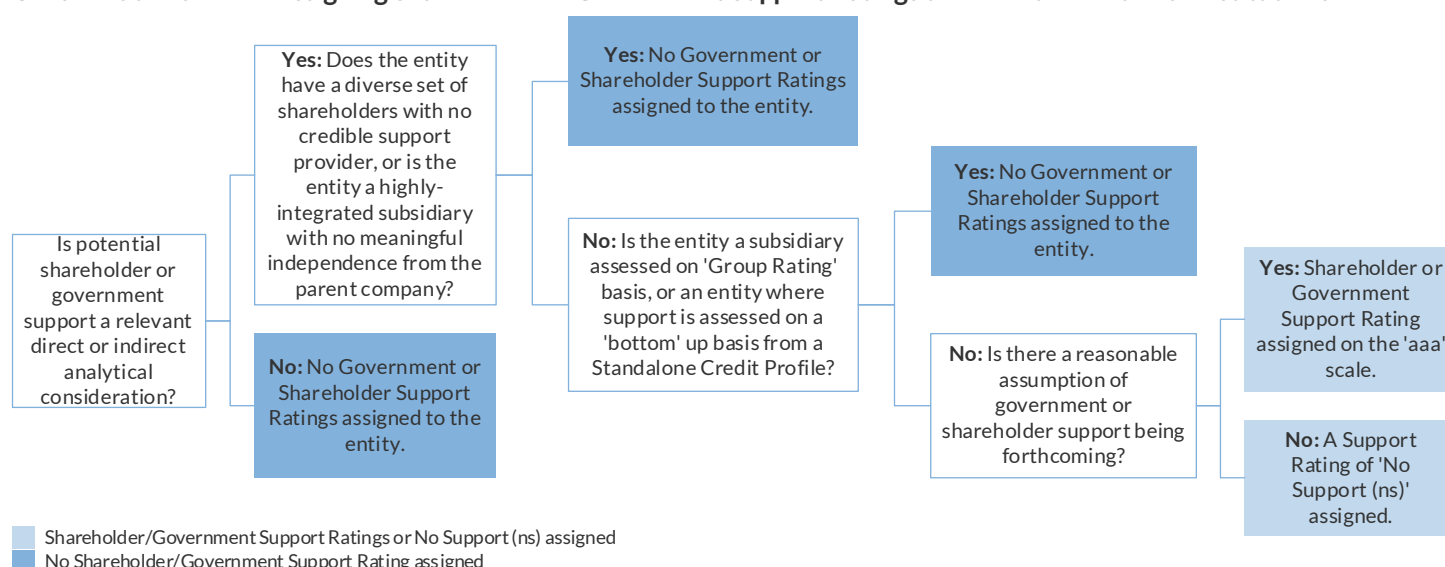 Yes: Does the entity
have a diverse set of
shareholders with no
credible support
provider, or is the
entity a highly-
integrated subsidiary
with no meaningful
independence from the
parent company?
Yes: No Government or
Shareholder Support Ratings
assigned to the entity.
Yes: No Government or
Shareholder Support
Ratings assigned to the
entity.
Is potential
shareholder or
government
support a relevant
direct or indirect
analytical
consideration?
No: Is the entity a subsidiary
assessed on 'Group Rating'
basis, or an entity where
support is assessed on a
'bottom' up basis from a
Standalone Credit Profile?
Yes: Shareholder or
Government
Support Rating
assigned on the 'aaa'
scale.
No: No Government or
Shareholder Support
Ratings assigned to the
entity.
No: Is there a reasonable
assumption of
government or
shareholder support being
forthcoming?
No: A Support
Rating of 'No
Support (ns)'
assigned.
Shareholder/Government Support Ratings or No Support (ns) assigned
No Shareholder/Government Support Rating assigned